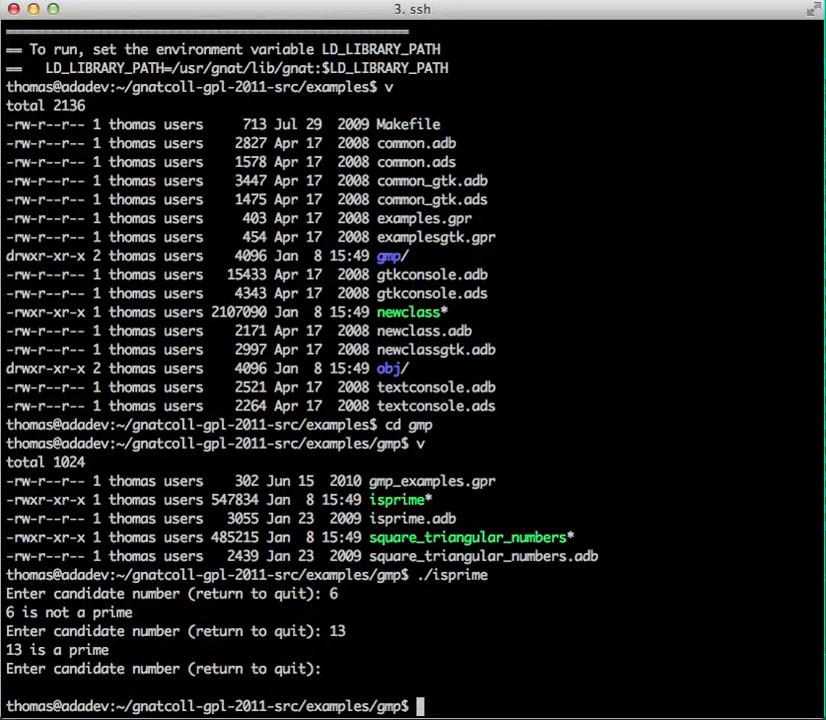 3. ssh
══════════════════════════════════════════════════════
== To run, set the environment variable LD_LIBRARY_PATH
==   LD_LIBRARY_PATH=/usr/gnat/lib/gnat:$LD_LIBRARY_PATH
thomas@adadev:~/gnatcoll-gpl-2011-src/examples$ v
total 2136
-rw-r--r-- 1 thomas users     713 Jul 29  2009 Makefile
-rw-r--r-- 1 thomas users    2827 Apr 17  2008 common.adb
-rw-r--r-- 1 thomas users    1578 Apr 17  2008 common.ads
-rw-r--r-- 1 thomas users    3447 Apr 17  2008 common_gtk.adb
-rw-r--r-- 1 thomas users    1475 Apr 17  2008 common_gtk.ads
-rw-r--r-- 1 thomas users     403 Apr 17  2008 examples.gpr
-rw-r--r-- 1 thomas users     454 Apr 17  2008 examplesgtk.gpr
drwxr-xr-x 2 thomas users    4096 Jan  8 15:49 gmp/
-rw-r--r-- 1 thomas users   15433 Apr 17  2008 gtkconsole.adb
-rw-r--r-- 1 thomas users    4343 Apr 17  2008 gtkconsole.ads
-rwxr-xr-x 1 thomas users 2107090 Jan  8 15:49 newclass*
-rw-r--r-- 1 thomas users    2171 Apr 17  2008 newclass.adb
-rw-r--r-- 1 thomas users    2997 Apr 17  2008 newclassgtk.adb
drwxr-xr-x 2 thomas users    4096 Jan  8 15:49 obj/
-rw-r--r-- 1 thomas users    2521 Apr 17  2008 textconsole.adb
-rw-r--r-- 1 thomas users    2264 Apr 17  2008 textconsole.ads
thomas@adadev:~/gnatcoll-gpl-2011-src/examples$ cd gmp
thomas@adadev:~/gnatcoll-gpl-2011-src/examples/gmp$ v
total 1024
-rw-r--r-- 1 thomas users    302 Jun 15  2010 gmp_examples.gpr
-rwxr-xr-x 1 thomas users 547834 Jan  8 15:49 isprime*
-rw-r--r-- 1 thomas users   3055 Jan 23  2009 isprime.adb
-rwxr-xr-x 1 thomas users 485215 Jan  8 15:49 square_triangular_numbers*
-rw-r--r-- 1 thomas users   2439 Jan 23  2009 square_triangular_numbers.adb
thomas@adadev:~/gnatcoll-gpl-2011-src/examples/gmp$ ./isprime
Enter candidate number (return to quit): 6
6 is not a prime
Enter candidate number (return to quit): 13
13 is a prime
Enter candidate number (return to quit):
thomas@adadev:~/gnatcoll-gpl-2011-src/examples/gmp$